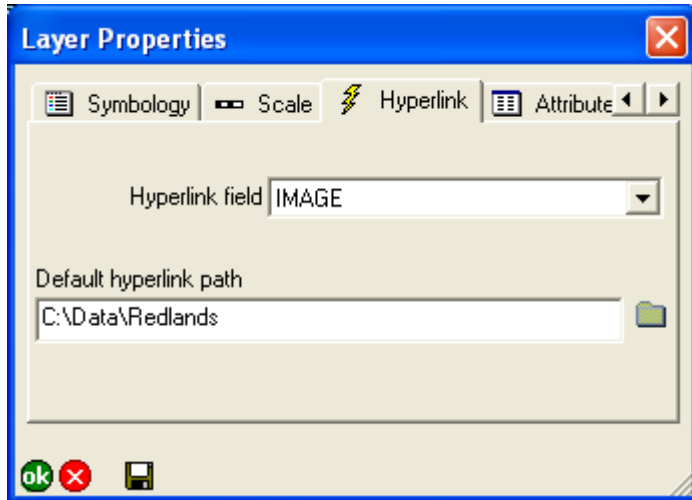 Layer Properties
Symbology Scale Hyperlink Attribute
Hyperlink field IMAGE
Default hyperlink path
C:\Data\Redlands
ok